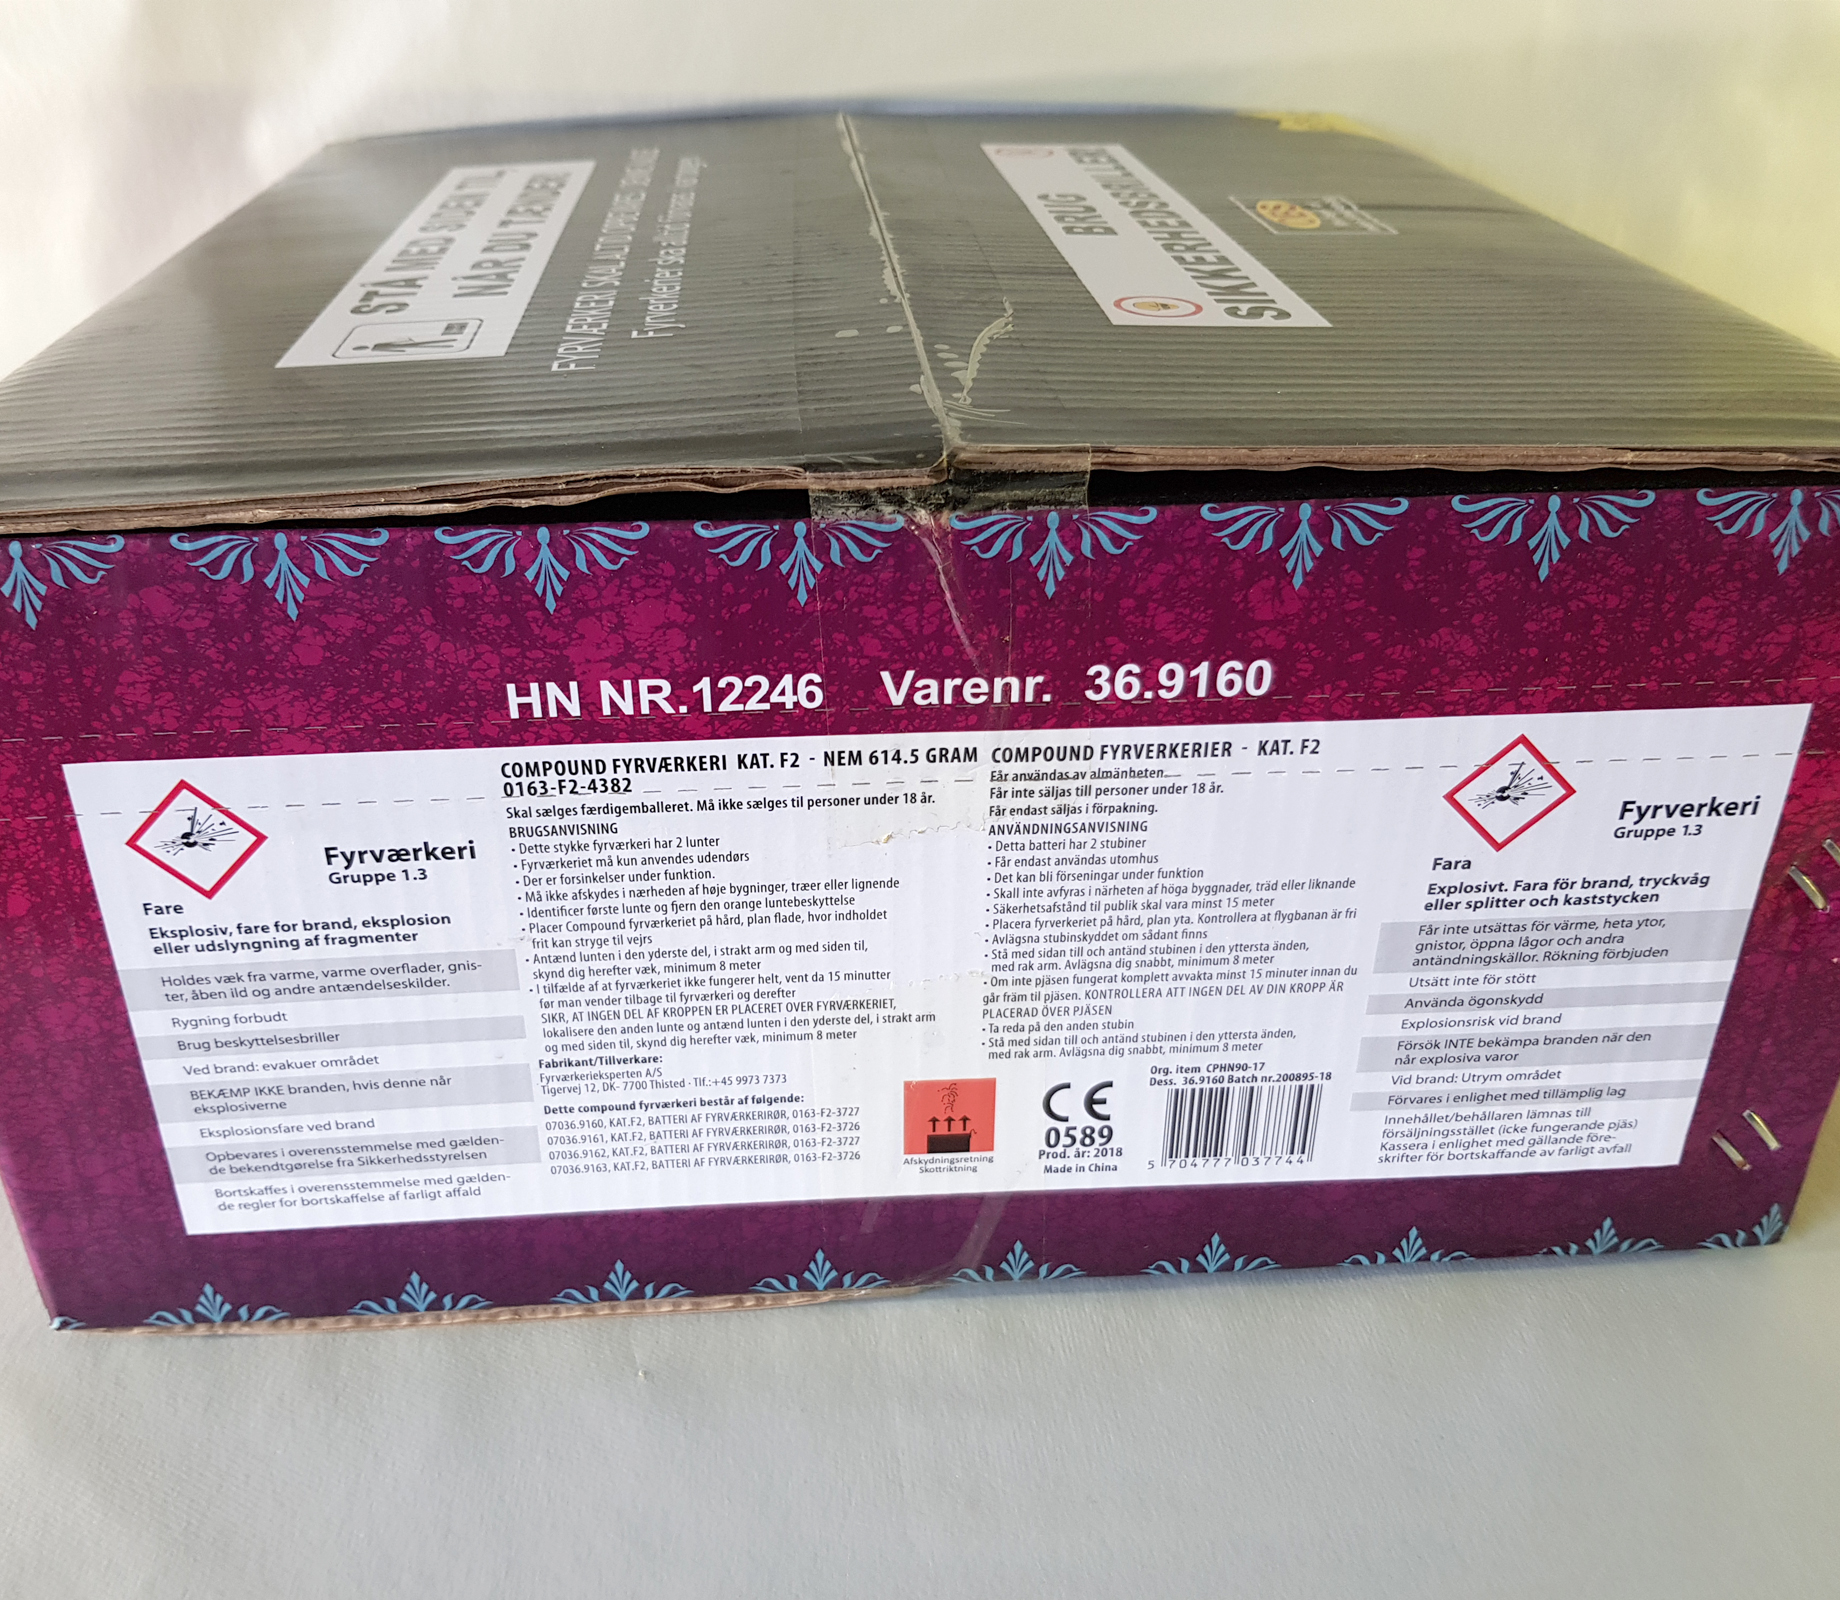 STÅ MED SIDEN TIL,
NÅR DU TÆNDER!
FYRVÆRKERI SKAL ALTID OPBEVARES
Fyrverkerier ska alltid förvaras
BRUG
SIKKERHEDSBRILLER
HN NR.12246 Varenr. 36.9160
Fyrværkeri
Gruppe 1.3
Fare
Eksplosiv, fare for brand, eksplosion
eller udslyngning af fragmenter
Holdes væk fra varme, varme overflader, gnis-
ter, åben ild og andre antændelseskilder.
Rygning forbudt
Brug beskyttelsesbriller
Ved brand: evakuer området
BEKÆMP IKKE branden, hvis denne når
eksplosiverne
Eksplosionsfare ved brand
Opbevares i overensstemmelse med gælden-
de bekendtgørelse fra Sikkerhedsstyrelsen
Bortskaffes i overensstemmelse med gælden-
de regler for bortskaffelse af farligt affald
COMPOUND FYRVÆRKERI KAT. F2 - NEM 614.5 GRAM
0163-F2-4382
Skal sælges færdigemballeret. Må ikke sælges til personer under 18 år.
BRUGSANVISNING
• Dette stykke fyrværkeri har 2 lunter
• Fyrværkeriet må kun anvendes udendørs
• Der er forsinkelser under funktion.
• Må ikke afskydes i nærheden af høje bygninger, træer eller lignende
• Identificer første lunte og fjern den orange luntebeskyttelse
• Placer Compound fyrværkeriet på hård, plan flade, hvor indholdet
frit kan stryge til vejrs
• Antænd lunten i den yderste del, i strakt arm og med siden til,
skynd dig herefter væk, minimum 8 meter
• I tilfælde af at fyrværkeriet ikke fungerer helt, vent da 15 minutter
før man vender tilbage til fyrværkeri og derefter
SIKR, AT INGEN DEL AF KROPPEN ER PLACERET OVER FYRVÆRKERIET,
lokalisere den anden lunte og antænd lunten i den yderste del, i strakt arm
og med siden til, skynd dig herefter væk, minimum 8 meter
Fabrikant/Tillverkare:
Fyrværkerieksperten A/S
Tigervej 12, DK- 7700 Thisted - Tlf.:+45 9973 7373
Dette compound fyrværkeri består af følgende:
07036.9160, KAT.F2, BATTERI AF FYRVÆRKERIRØR, 0163-F2-3727
07036.9161, KAT.F2, BATTERI AF FYRVÆRKERIRØR, 0163-F2-3726
07036.9162, KAT.F2, BATTERI AF FYRVÆRKERIRØR, 0163-F2-3727
07036.9163, KAT.F2, BATTERI AF FYRVÆRKERIRØR, 0163-F2-3726
Afskydningsretning
Skottriktning
COMPOUND FYRVERKERIER - KAT. F2
Får användas av almänheten.
Får inte säljas till personer under 18 år.
Får endast säljas i förpakning.
ANVÄNDNINGSANVISNING
• Detta batteri har 2 stubiner
• Får endast användas utomhus
• Det kan bli förseningar under funktion
• Skall inte avfyras i närheten af höga byggnader, träd eller liknande
• Säkerhetsafstånd til publik skal vara minst 15 meter
• Placera fyrverkeriet på hård, plan yta. Kontrollera at flygbanan är fri
• Avlägsna stubinskyddet om sådant finns
• Stå med sidan till och antänd stubinen i den yttersta änden,
med rak arm. Avlägsna dig snabbt, minimum 8 meter
• Om inte pjäsen fungerat komplett avvakta minst 15 minuter innan du
går främ til pjäsen. KONTROLLERA ATT INGEN DEL AV DIN KROPP ÄR
PLACERAD ÖVER PJÄSEN
• Ta reda på den anden stubin
• Stå med sidan till och antänd stubinen i den yttersta änden,
med rak arm. Avlägsna dig snabbt, minimum 8 meter
CE
0589
Prod. år: 2018
Made in China
Org. item CPHN90-17
Dess. 36.9160 Batch nr.200895-18
5 704777 037744
Fyrverkeri
Gruppe 1.3
Fara
Explosivt. Fara för brand, tryckvåg
eller splitter och kaststycken
Får inte utsättas för värme, heta ytor,
gnistor, öppna lågor och andra
antändningskällor. Rökning förbjuden
Utsätt inte för stött
Använda ögonskydd
Explosionsrisk vid brand
Försök INTE bekämpa branden när den
når explosiva varor
Vid brand: Utrym området
Förvares i enlighet med tillämplig lag
Innehållet/behållaren lämnas till
försäljningsstället (icke fungerande pjäs)
Kassera i enlighet med gällande före-
skrifter för bortskaffande av farligt avfall